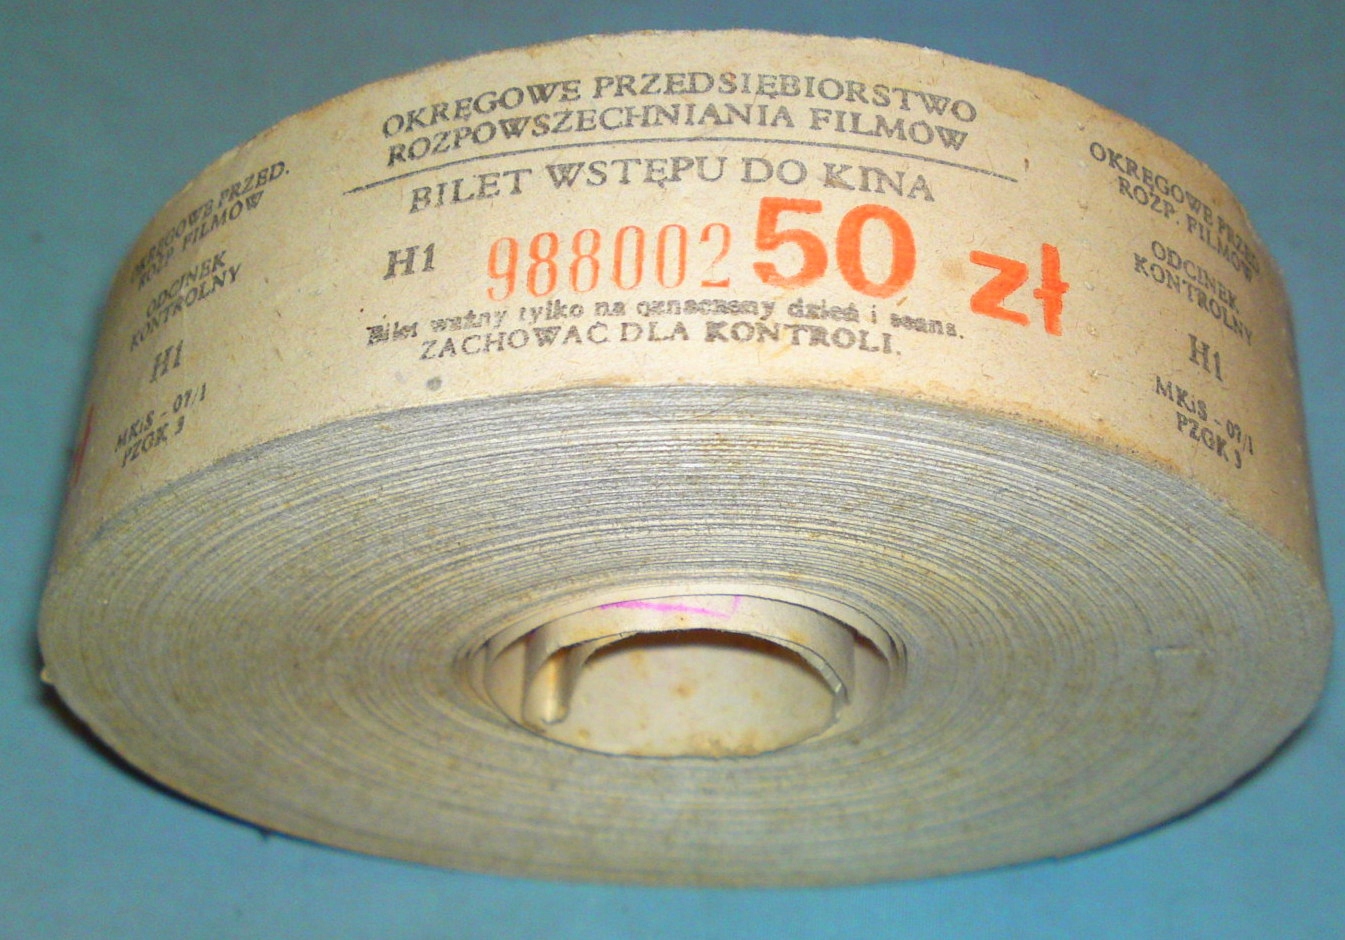 OKRĘGOWE PRZED.
ROZP. FILMÓW
ODCINEK
KONTROLNY
H1
MKiS - 07/1
PZGK 3
OKRĘGOWE PRZEDSIĘBIORSTWO
ROZPOWSZECHNIANIA FILMÓW
BILET WSTĘPU DO KINA
H1 988002 50 zł
Bilet ważny tylko na oznaczony dzień i seans.
ZACHOWAĆ DLA KONTROLI.
OKRĘGOWE PRZED.
ROZP. FILMÓW
ODCINEK
KONTROLNY
H1
MKiS - 07/1
PZGK 3